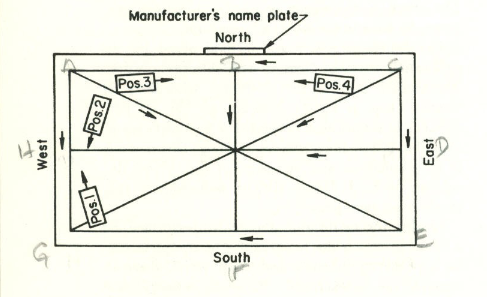 Manufacturer's name plate
North
A B C
Pos.3 Pos.4
Pos.2
H West East D
Pos.1
G E
South
F